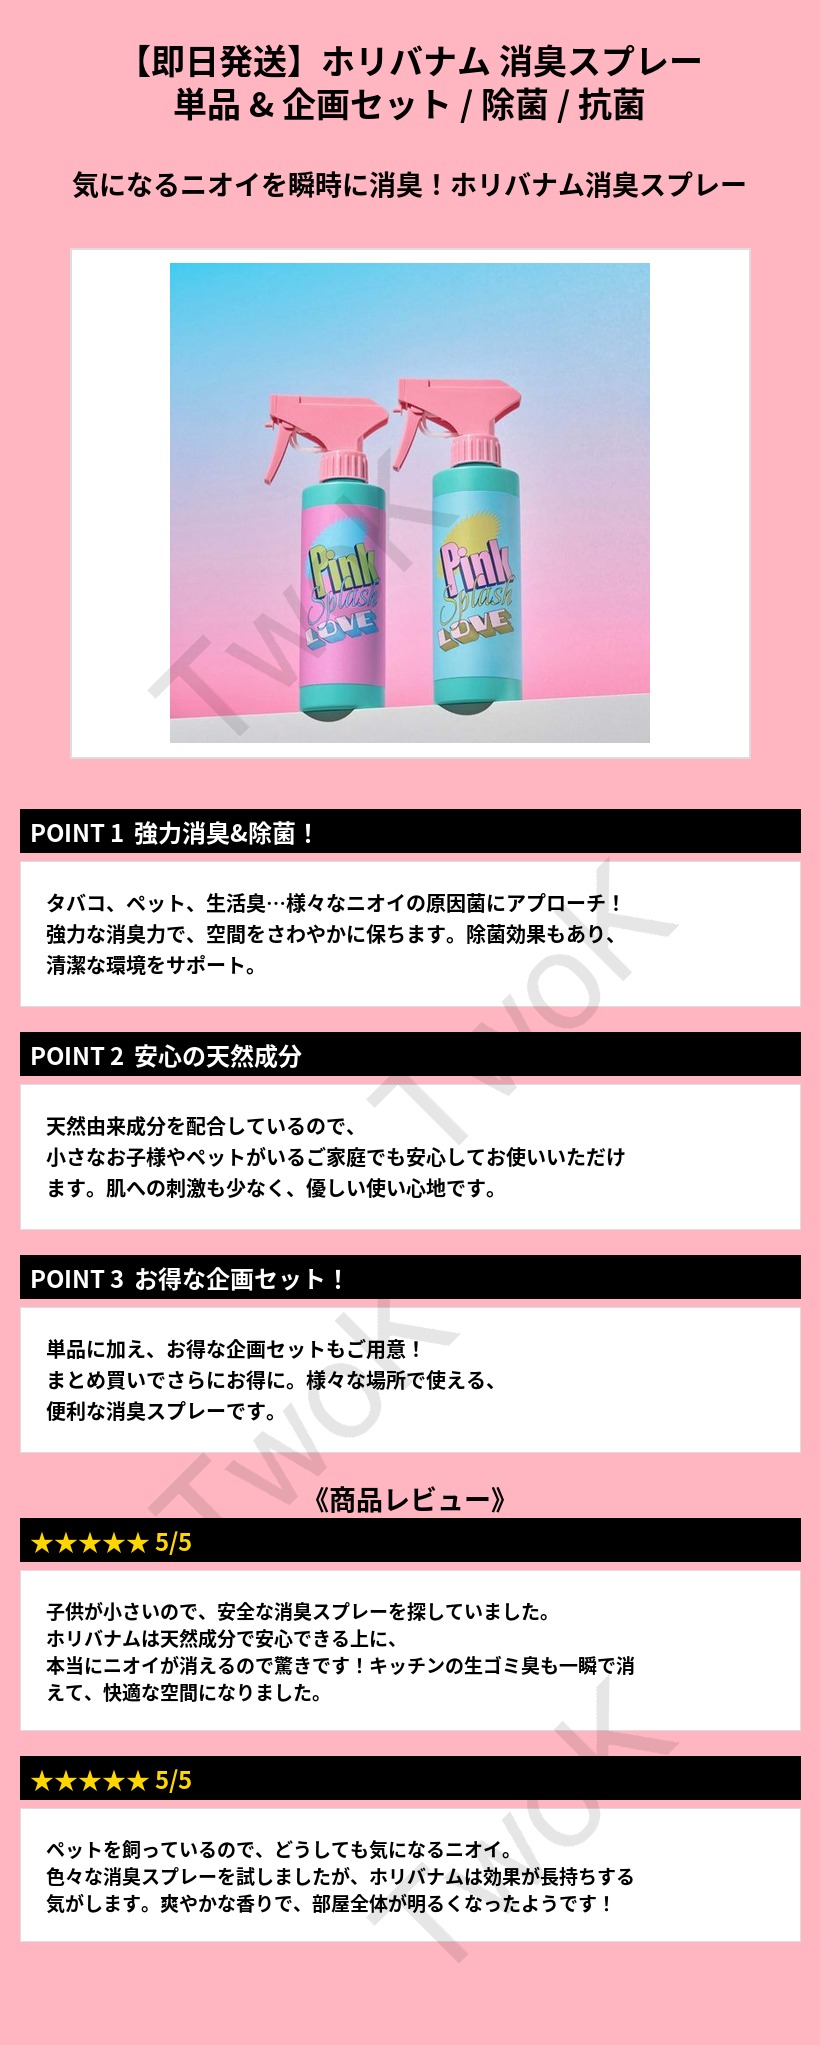 【即日発送】ホリバナム 消臭スプレー
単品 & 企画セット / 除菌 / 抗菌
気になるニオイを瞬時に消臭！ホリバナム消臭スプレー
Pink
Splash
LOVE
Pink
Splash
LOVE
TwoK
POINT 1 強力消臭&除菌！
タバコ、ペット、生活臭…様々なニオイの原因菌にアプローチ！
強力な消臭力で、空間をさわやかに保ちます。除菌効果もあり、
清潔な環境をサポート。
TwoK
POINT 2 安心の天然成分
天然由来成分を配合しているので、
小さなお子様やペットがいるご家庭でも安心してお使いいただけ
ます。肌への刺激も少なく、優しい使い心地です。
POINT 3 お得な企画セット！
単品に加え、お得な企画セットもご用意！
まとめ買いでさらにお得に。様々な場所で使える、
便利な消臭スプレーです。
TwoK
《商品レビュー》
★★★★★ 5/5
子供が小さいので、安全な消臭スプレーを探していました。
ホリバナムは天然成分で安心できる上に、
本当にニオイが消えるので驚きです！キッチンの生ゴミ臭も一瞬で消
えて、快適な空間になりました。
★★★★★ 5/5
ペットを飼っているので、どうしても気になるニオイ。
色々な消臭スプレーを試しましたが、ホリバナムは効果が長持ちする
気がします。爽やかな香りで、部屋全体が明るくなったようです！
TwoK